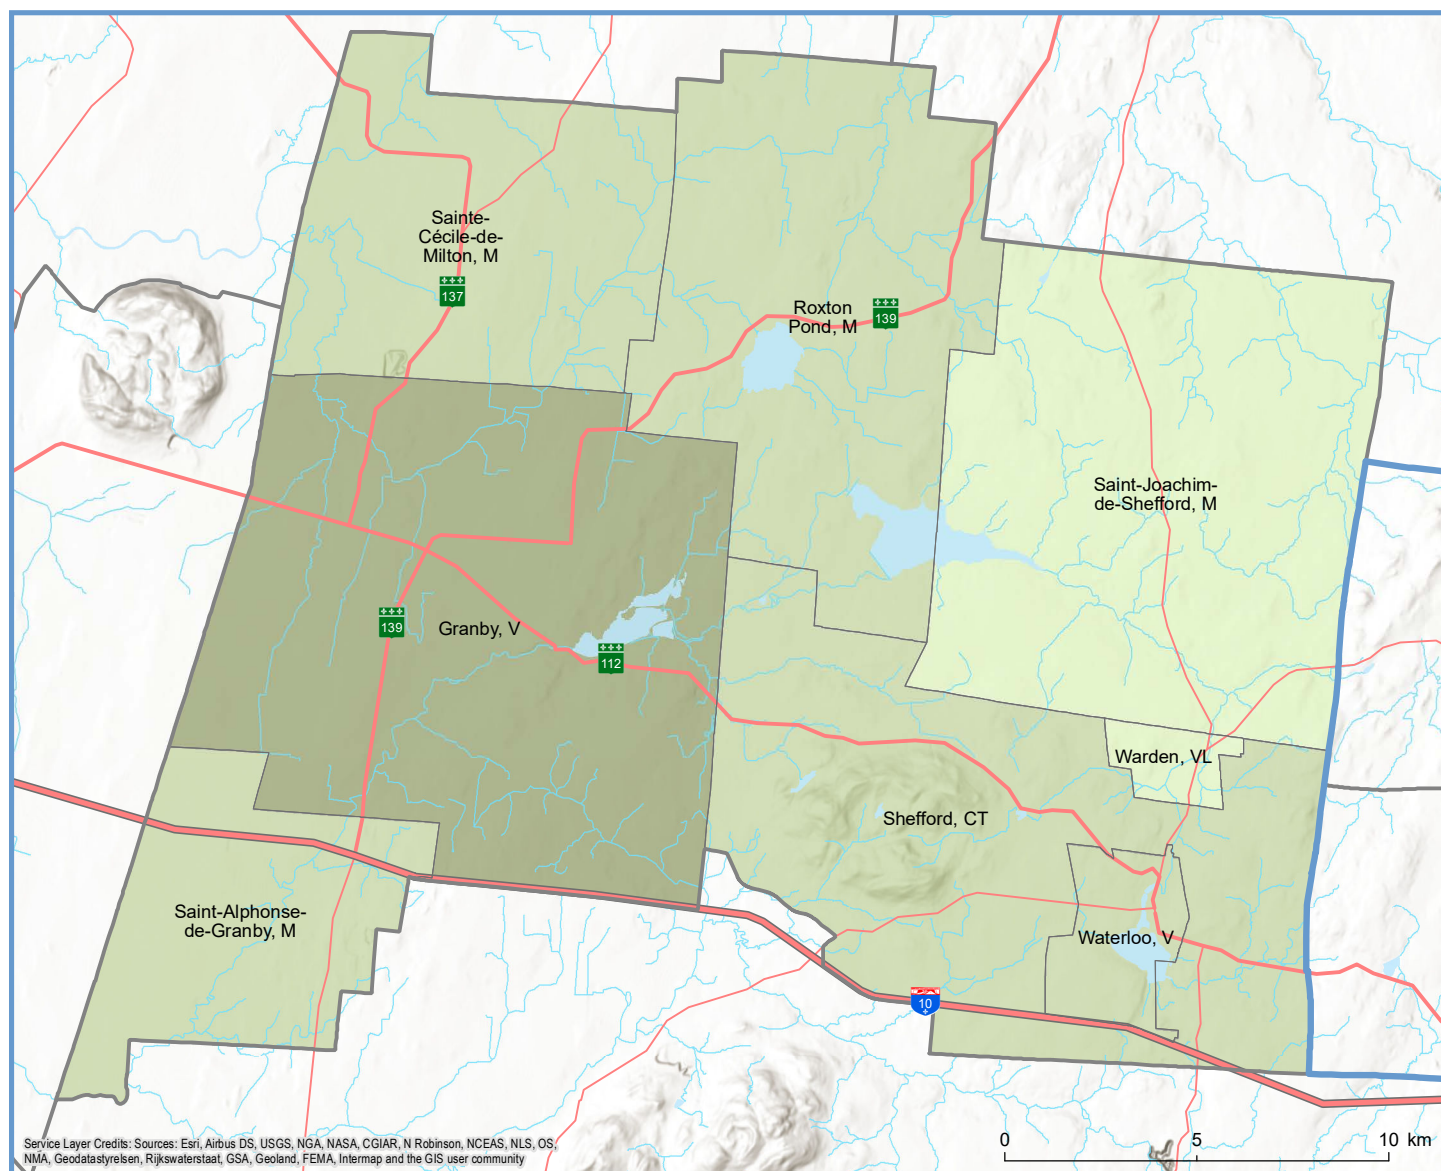 Sainte-
Cécile-de-
Milton, M
137
Roxton
Pond, M
139
Saint-Joachim-
de-Shefford, M
139
Granby, V
112
Warden, VL
Shefford, CT
Saint-Alphonse-
de-Granby, M
Waterloo, V
10
0 5 10 km
Service Layer Credits: Sources: Esri, Airbus DS, USGS, NGA, NASA, CGIAR, N Robinson, NCEAS, NLS, OS,
NMA, Geodatastyrelsen, Rijkswaterstaat, GSA, Geoland, FEMA, Intermap and the GIS user community